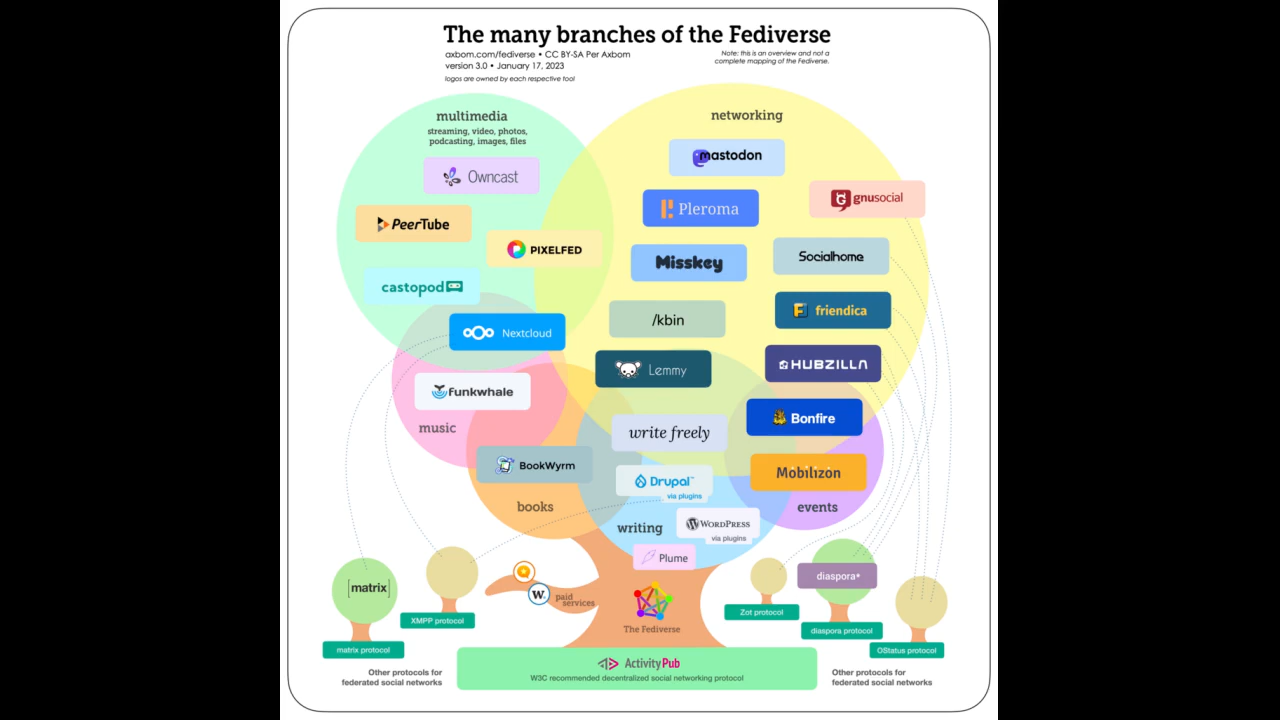 The many branches of the Fediverse
axbom.com/fediverse • CC BY-SA Per Axbom
version 3.0 • January 17, 2023
logos are owned by each respective tool
Note: this is an overview and not a
complete mapping of the Fediverse.
multimedia
streaming, video, photos,
podcasting, images, files
networking
Owncast
PeerTube
PIXELFED
castopod
Nextcloud
mastodon
Pleroma
gnusocial
Misskey
Socialhome
/kbin
friendica
Lemmy
HUBZILLA
Funkwhale
music
write freely
Bonfire
BookWyrm
Drupal™
via plugins
Mobilizon
books
writing
WORDPRESS
via plugins
events
Plume
[matrix]
matrix protocol
XMPP protocol
W.
paid
services
The Fediverse
Zot protocol
diaspora*
diaspora protocol
OStatus protocol
Other protocols for
federated social networks
ActivityPub
W3C recommended decentralized social networking protocol
Other protocols for
federated social networks